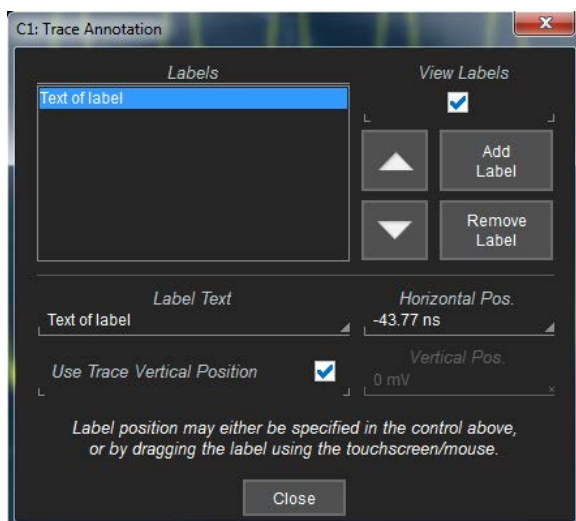 C1: Trace Annotation
Labels
View Labels
Text of label
Add
Label
Remove
Label
Label Text
Horizontal Pos.
Text of label
-43.77 ns
Use Trace Vertical Position
Vertical Pos.
0 mV
Label position may either be specified in the control above,
or by dragging the label using the touchscreen/mouse.
Close